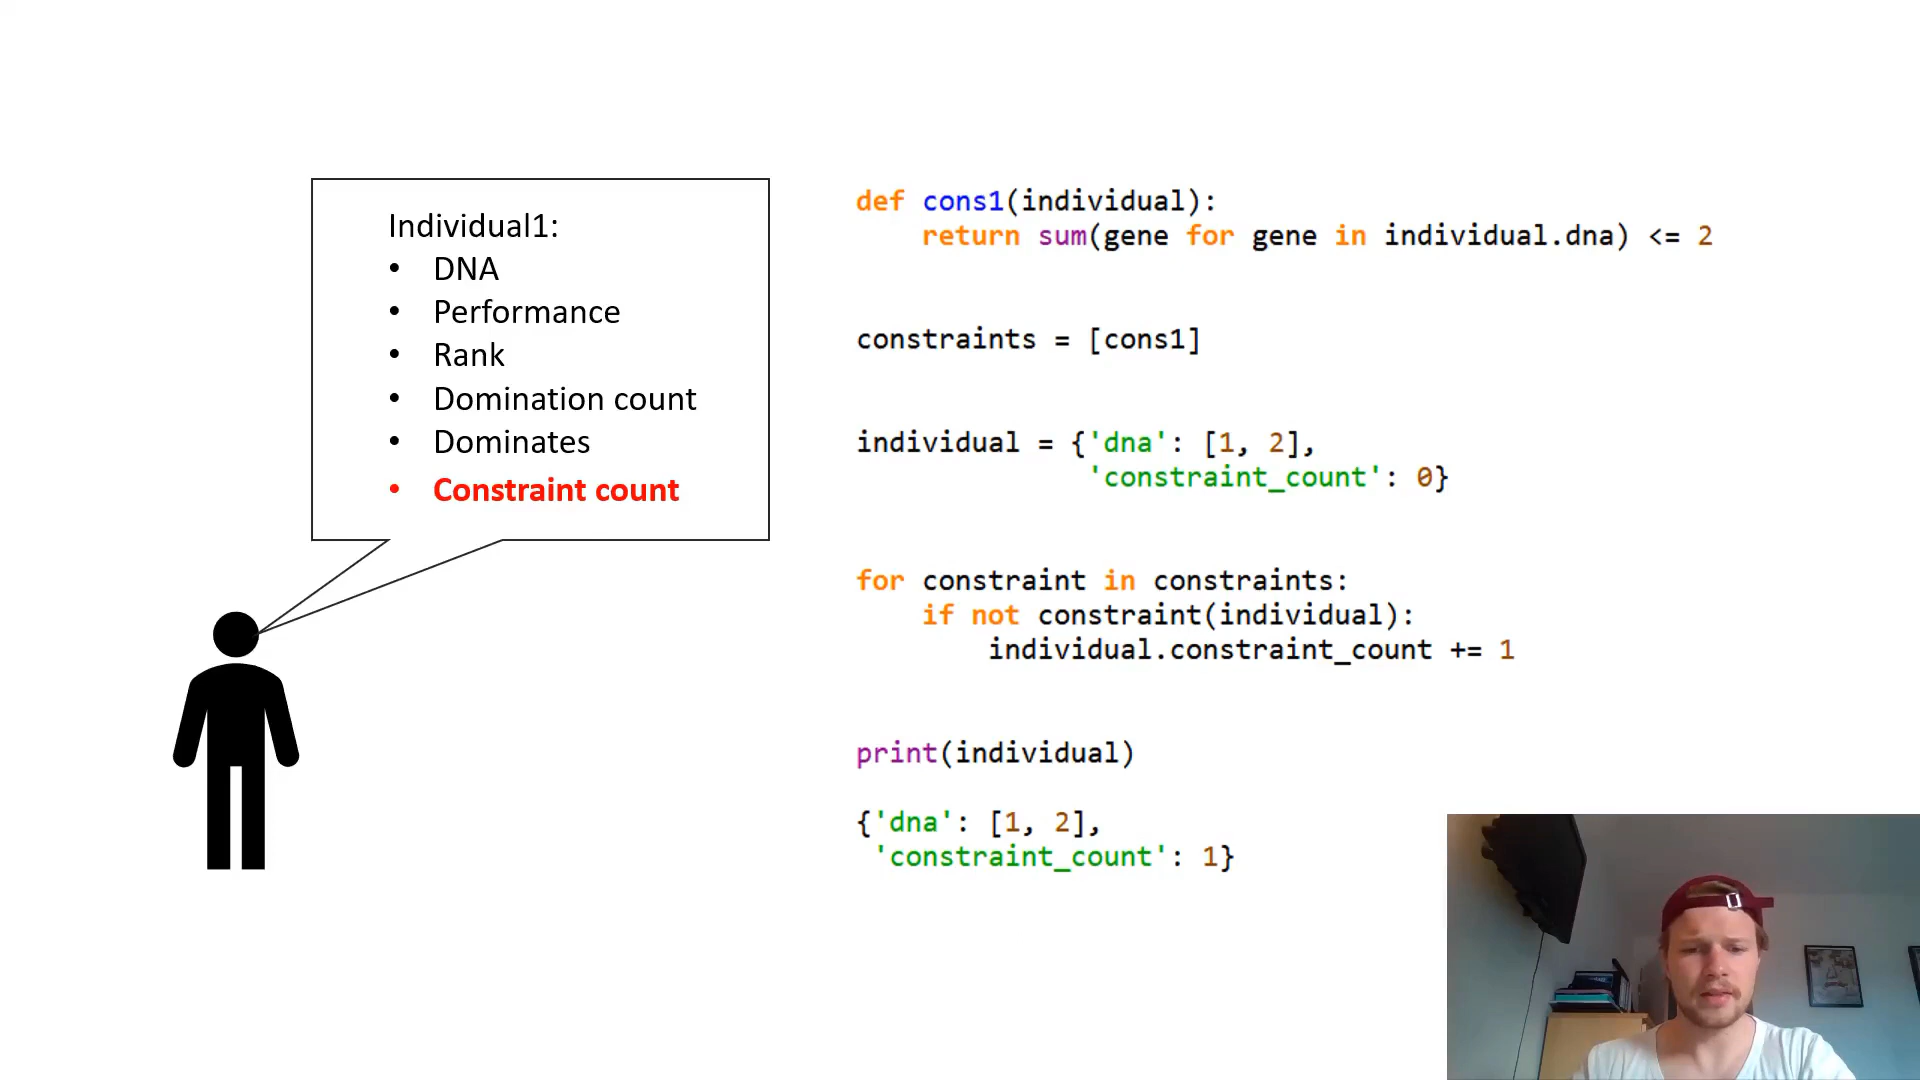 Individual1:
• DNA
• Performance
• Rank
• Domination count
• Dominates
• Constraint count
def cons1(individual):
    return sum(gene for gene in individual.dna) <= 2
constraints = [cons1]
individual = {'dna': [1, 2],
              'constraint_count': 0}
for constraint in constraints:
    if not constraint(individual):
        individual.constraint_count += 1
print(individual)
{'dna': [1, 2],
 'constraint_count': 1}